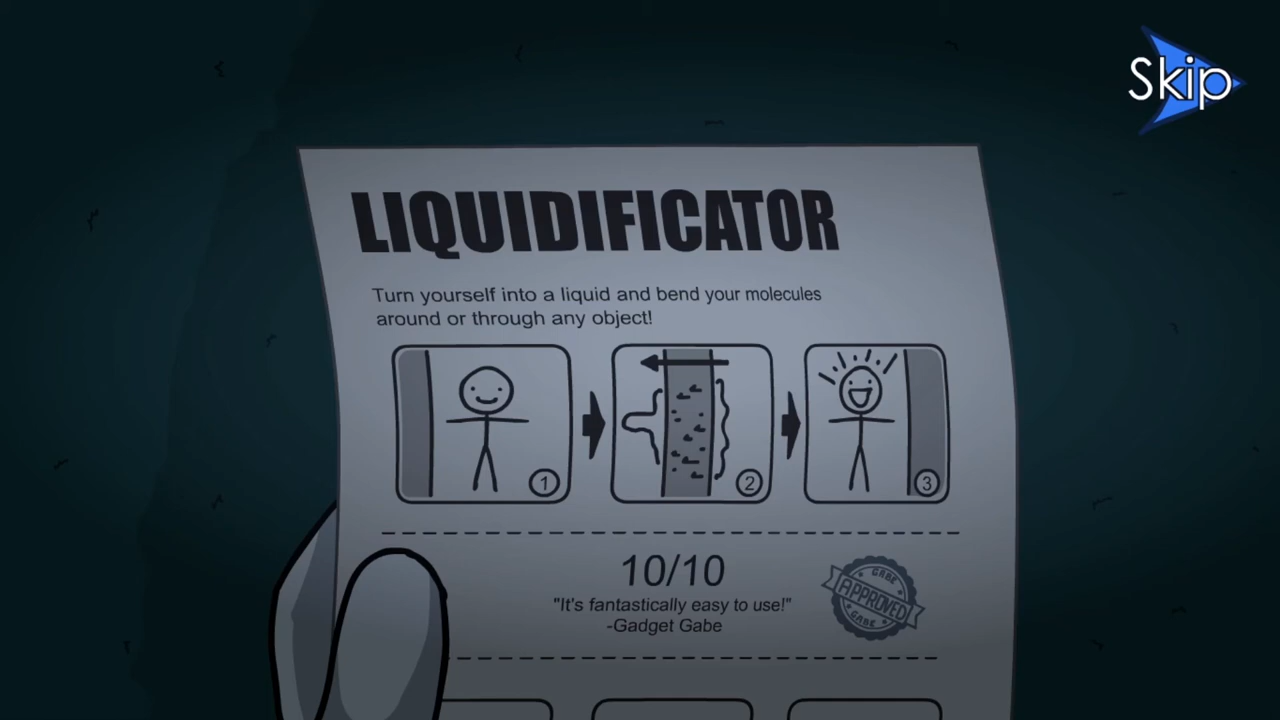 Skip
LIQUIDIFICATOR
Turn yourself into a liquid and bend your molecules
around or through any object!
1
2
3
10/10
"It's fantastically easy to use!"
-Gadget Gabe
GABE
APPROVED
GABE